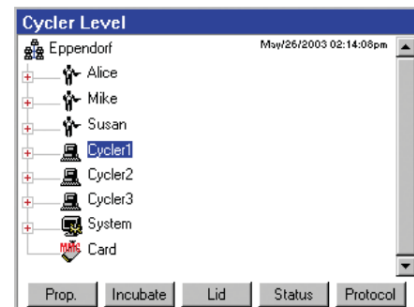 Cycler Level
Eppendorf May/26/2003 02:14:08pm
Alice
Mike
Susan
Cycler1
Cycler2
Cycler3
System
Card
Prop. Incubate Lid Status Protocol